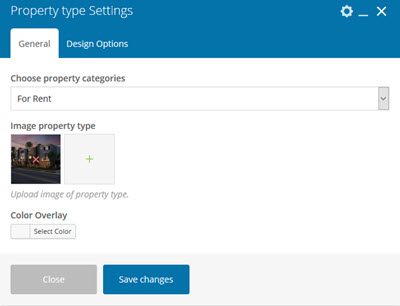 Property type Settings
General
Design Options
Choose property categories
For Rent
Image property type
Upload image of property type.
Color Overlay
Select Color
Close
Save changes